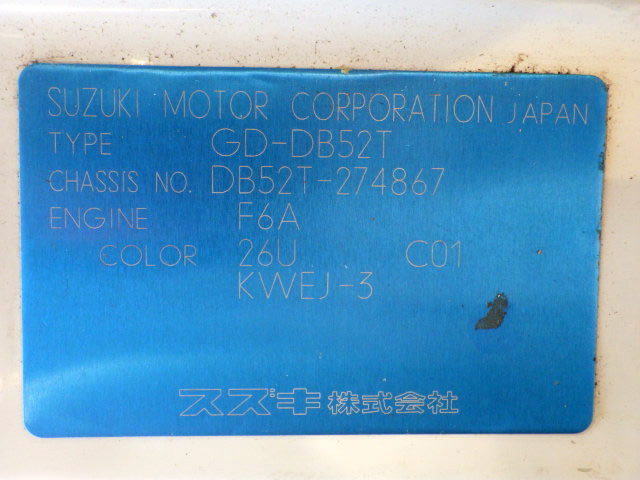 SUZUKI MOTOR CORPORATION JAPAN
TYPE GD-DB52T
CHASSIS NO. DB52T-274867
ENGINE F6A
COLOR 26U C01
KWEJ-3
スズキ株式会社